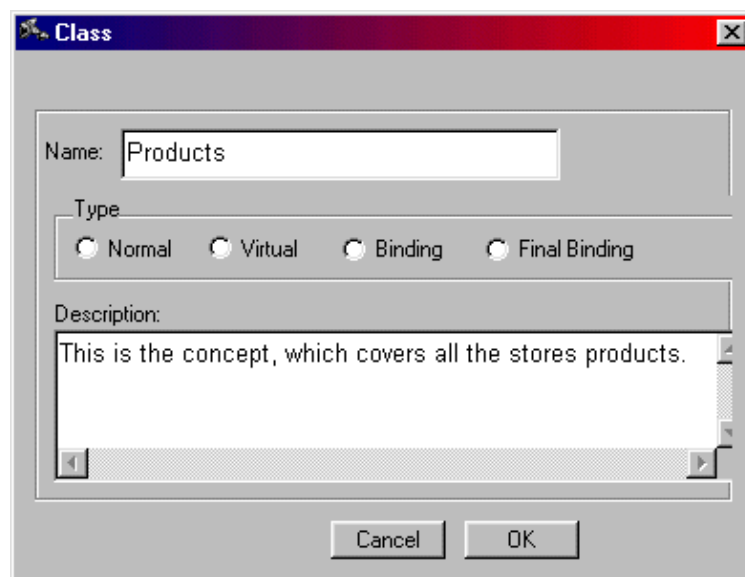 Class
Name: Products
Type
Normal Virtual Binding Final Binding
Description:
This is the concept, which covers all the stores products.
Cancel OK